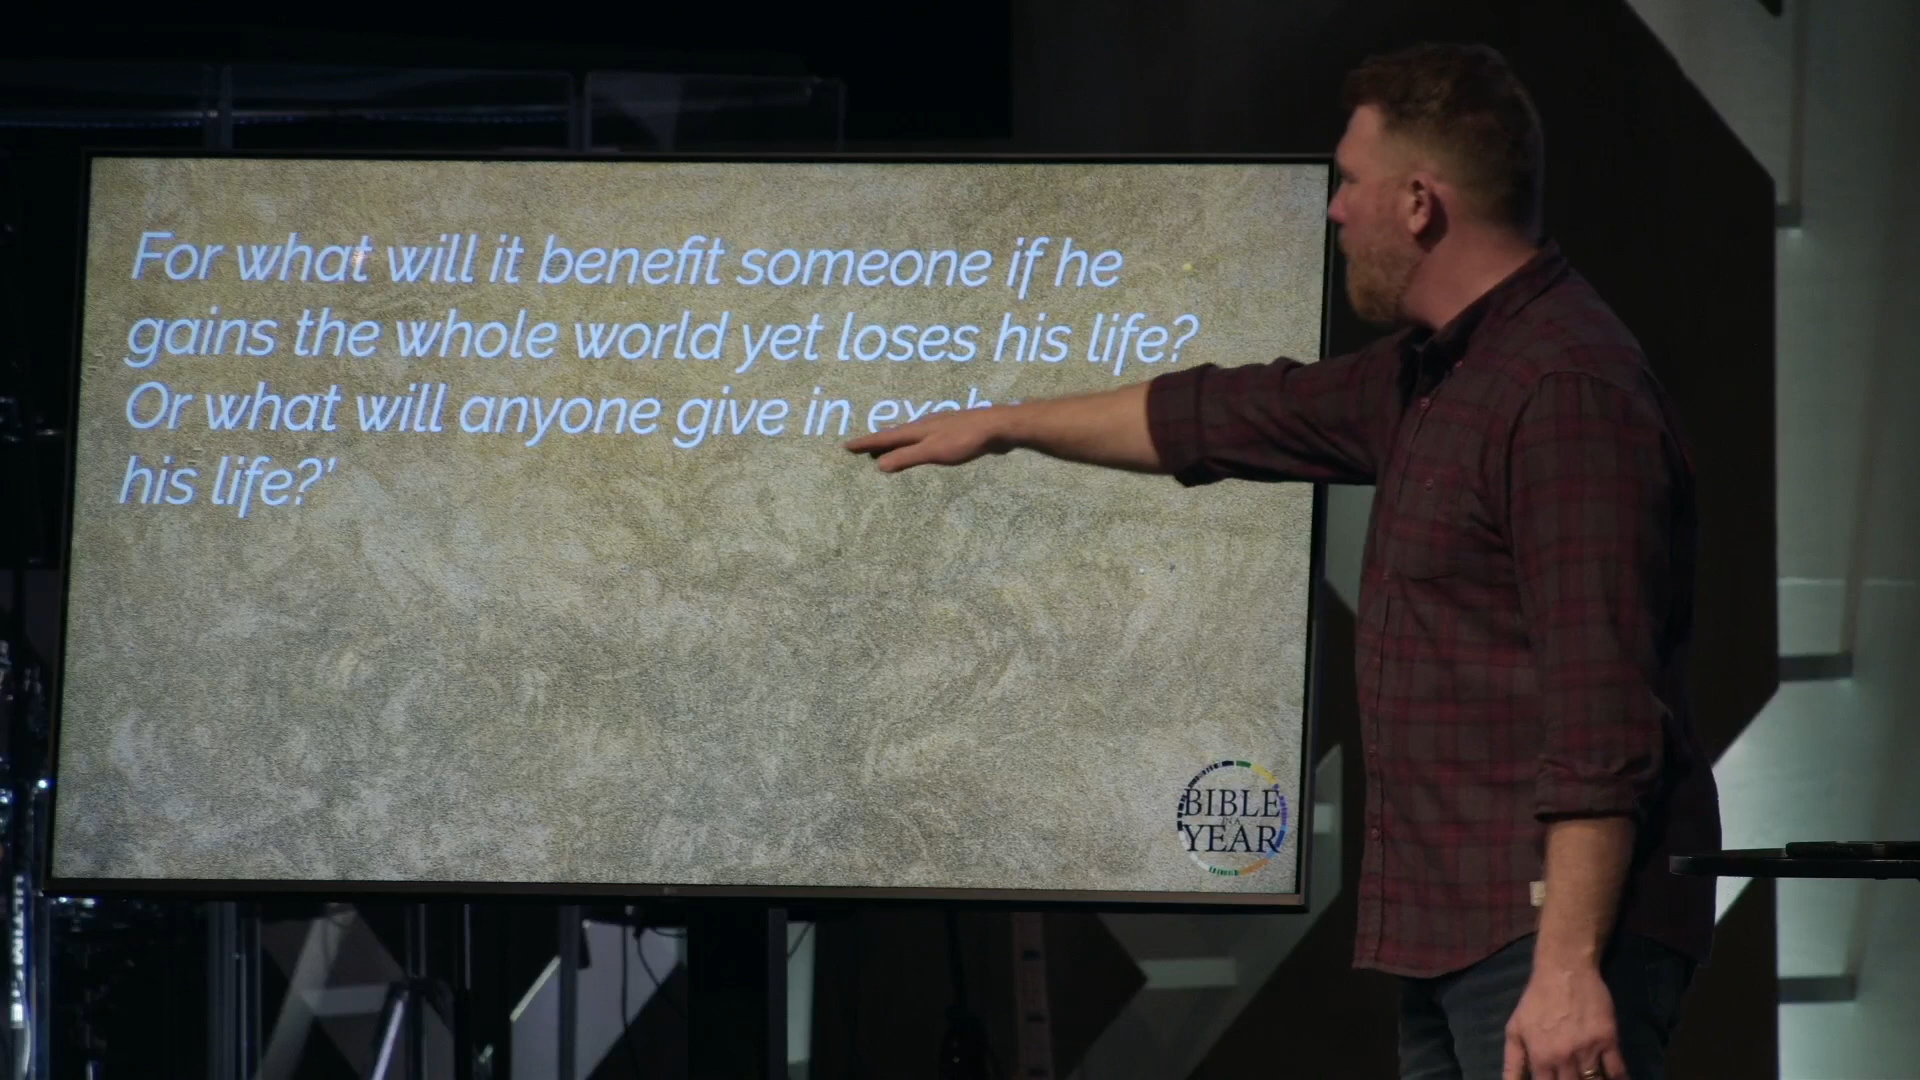 For what will it benefit someone if he
gains the whole world yet loses his life?
Or what will anyone give in
his life?'
BIBLE
IN A
YEAR